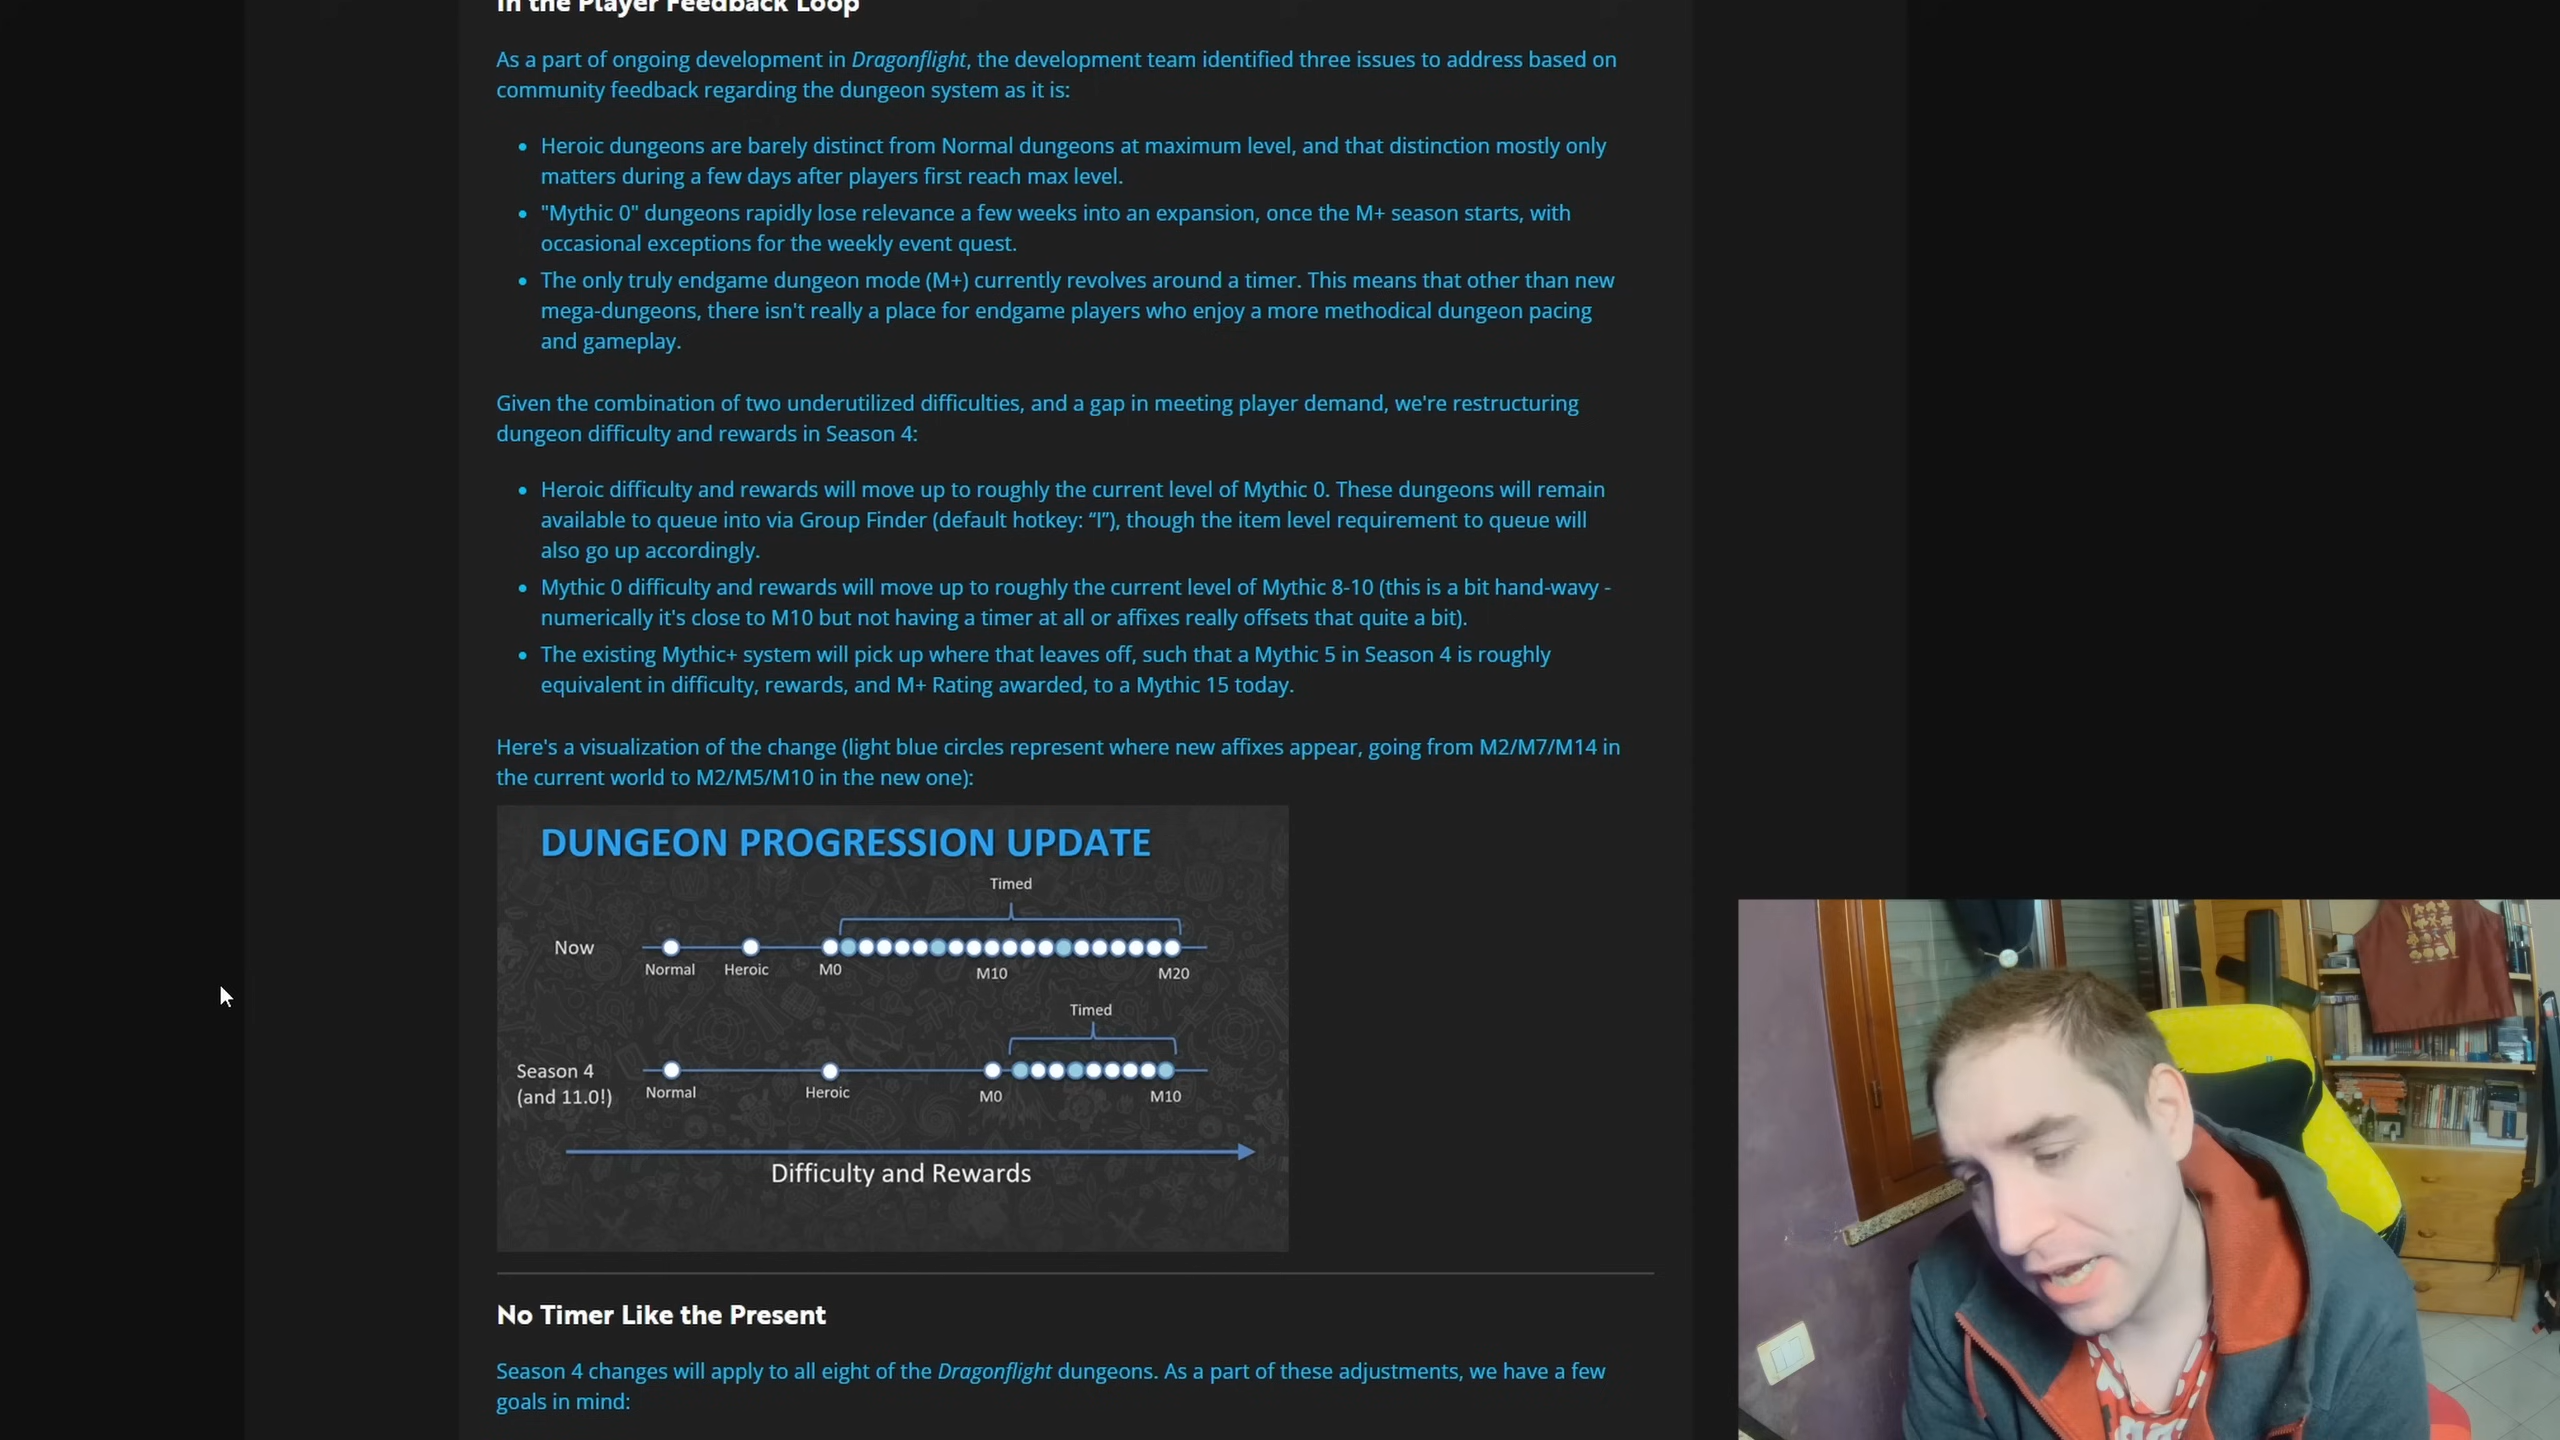 In the Player Feedback Loop
As a part of ongoing development in Dragonflight, the development team identified three issues to address based on
community feedback regarding the dungeon system as it is:
• Heroic dungeons are barely distinct from Normal dungeons at maximum level, and that distinction mostly only
matters during a few days after players first reach max level.
• "Mythic 0" dungeons rapidly lose relevance a few weeks into an expansion, once the M+ season starts, with
occasional exceptions for the weekly event quest.
• The only truly endgame dungeon mode (M+) currently revolves around a timer. This means that other than new
mega-dungeons, there isn't really a place for endgame players who enjoy a more methodical dungeon pacing
and gameplay.
Given the combination of two underutilized difficulties, and a gap in meeting player demand, we're restructuring
dungeon difficulty and rewards in Season 4:
• Heroic difficulty and rewards will move up to roughly the current level of Mythic 0. These dungeons will remain
available to queue into via Group Finder (default hotkey: “I”), though the item level requirement to queue will
also go up accordingly.
• Mythic 0 difficulty and rewards will move up to roughly the current level of Mythic 8-10 (this is a bit hand-wavy -
numerically it's close to M10 but not having a timer at all or affixes really offsets that quite a bit).
• The existing Mythic+ system will pick up where that leaves off, such that a Mythic 5 in Season 4 is roughly
equivalent in difficulty, rewards, and M+ Rating awarded, to a Mythic 15 today.
Here's a visualization of the change (light blue circles represent where new affixes appear, going from M2/M7/M14 in
the current world to M2/M5/M10 in the new one):
DUNGEON PROGRESSION UPDATE
Timed
Now
Normal Heroic M0 M10 M20
Timed
Season 4
(and 11.0!)
Normal Heroic M0 M10
Difficulty and Rewards
No Timer Like the Present
Season 4 changes will apply to all eight of the Dragonflight dungeons. As a part of these adjustments, we have a few
goals in mind: